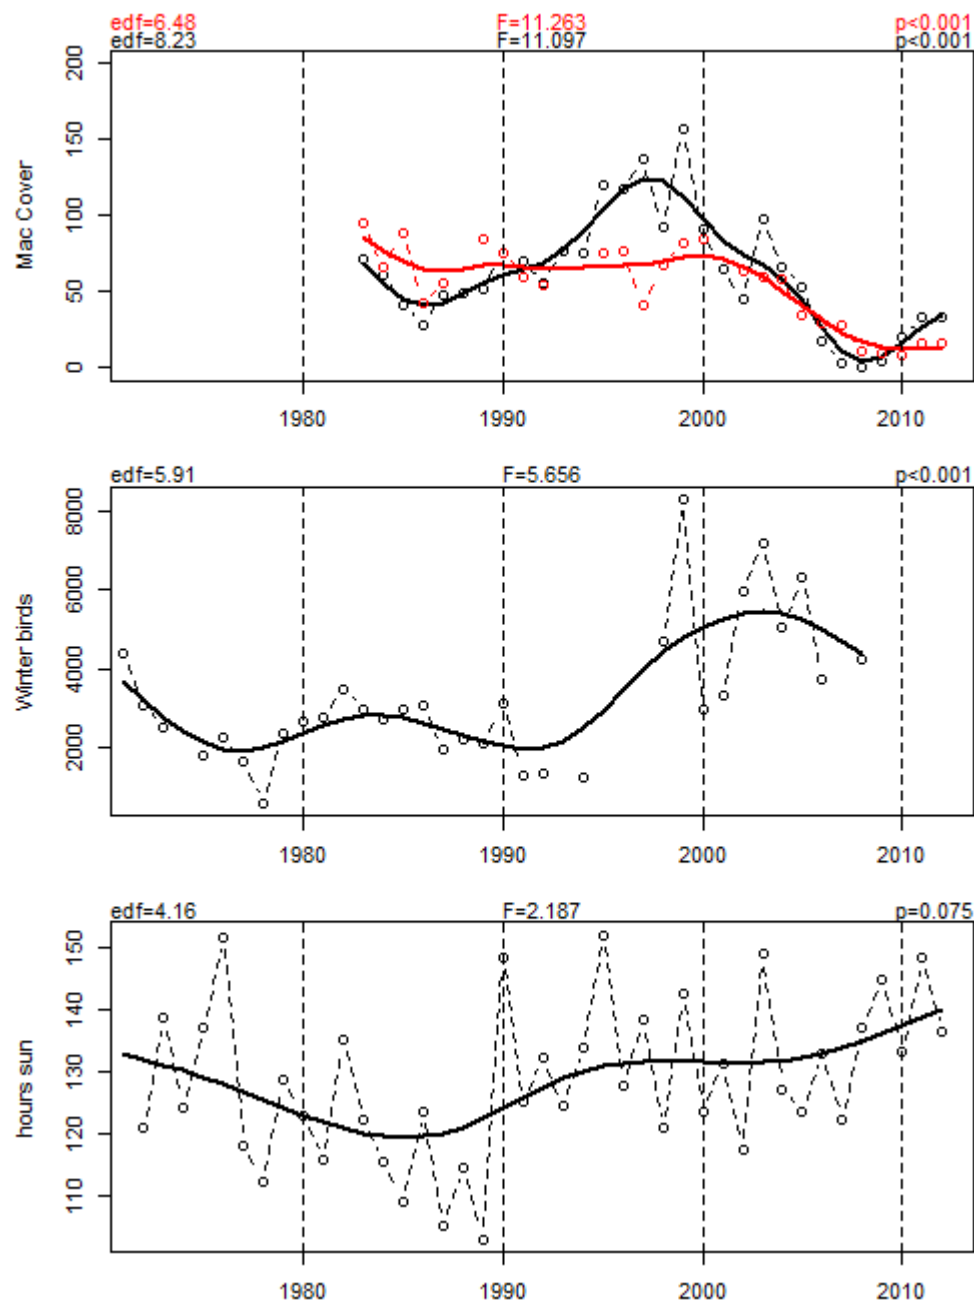 edf=6.48 F=11.263 p<0.001
edf=8.23 F=11.097 p<0.001
Mac Cover
200
150
100
50
0
1980 1990 2000 2010
edf=5.91 F=5.656 p<0.001
Winter birds
8000
6000
4000
2000
1980 1990 2000 2010
edf=4.16 F=2.187 p=0.075
hours sun
150
140
130
120
110
1980 1990 2000 2010